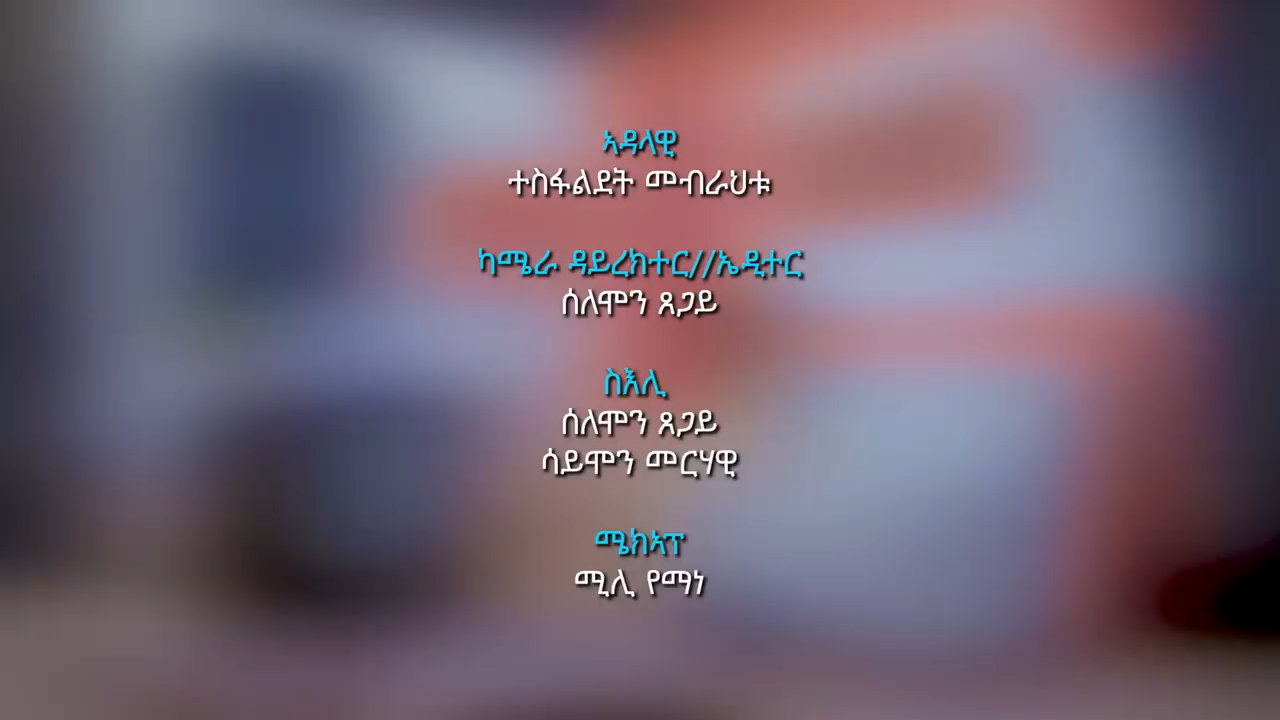 ኣዳላዊ
ተስፋልደት መብራህቱ
ካሜራ ዳይረክተር//ኤዲተር
ሰለሞን ጸጋይ
ስእሊ
ሰለሞን ጸጋይ
ሳይሞን መርሃዊ
ሜክኣፕ
ሚሊ የማነ